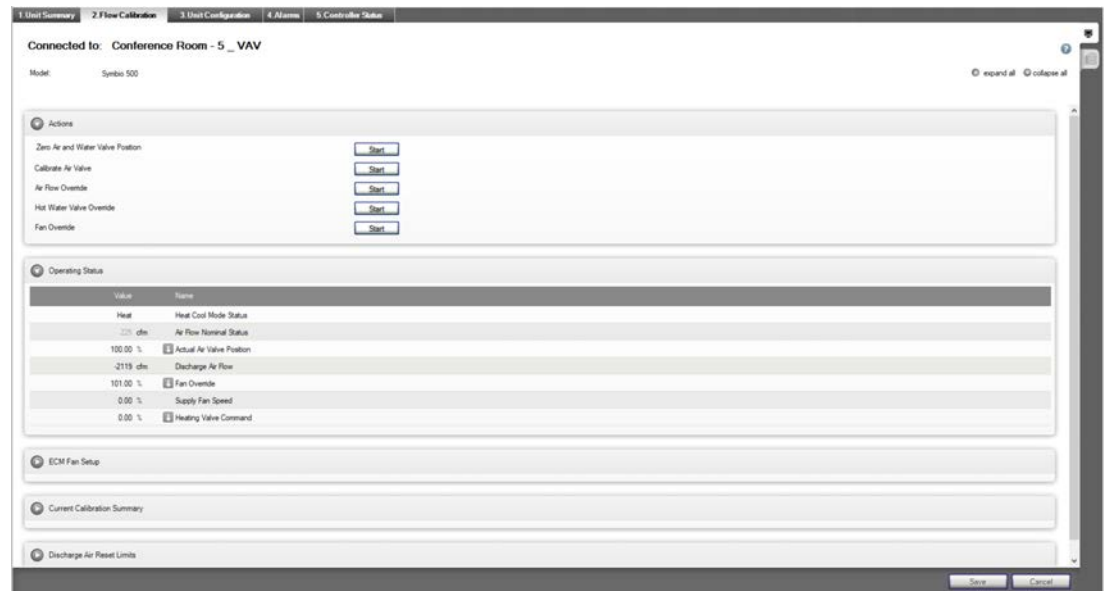 1.Unit Summary 2.Flow Calibration 3.Unit Configuration 4.Alarms 5.Controller Status
Connected to: Conference Room - 5 _ VAV
Model: Symbio 500
expand all collapse all
Actions
Zero Air and Water Valve Position Start
Calibrate Air Valve Start
Air Flow Override Start
Hot Water Valve Override Start
Fan Override Start
Operating Status
Value Name
Heat Heat Cool Mode Status
cfm Air Flow Nominal Status
100.00 % Actual Air Valve Position
-2119 cfm Discharge Air Flow
101.00 % Fan Override
0.00 % Supply Fan Speed
0.00 % Heating Valve Command
ECM Fan Setup
Current Calibration Summary
Discharge Air Reset Limits
Save Cancel